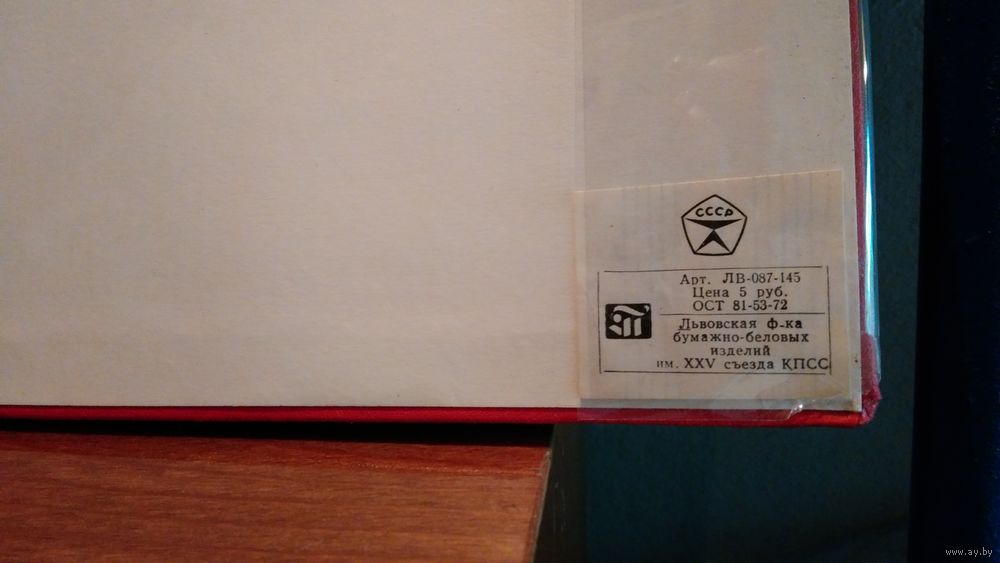 СССР
Арт. ЛВ-087-145
Цена 5 руб.
ОСТ 81-53-72
Львовская ф-ка
бумажно-беловых
изделий
им. XXV съезда КПСС
www.ay.by